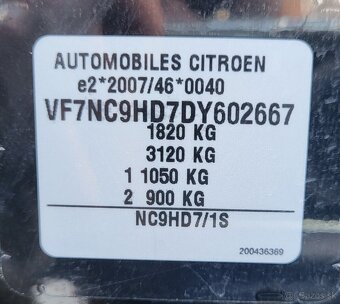 AUTOMOBILES CITROEN
e2*2007/46*0040
VF7NC9HD7DY602667
1820 KG
3120 KG
1 1050 KG
2 900 KG
NC9HD7/1S
200436369